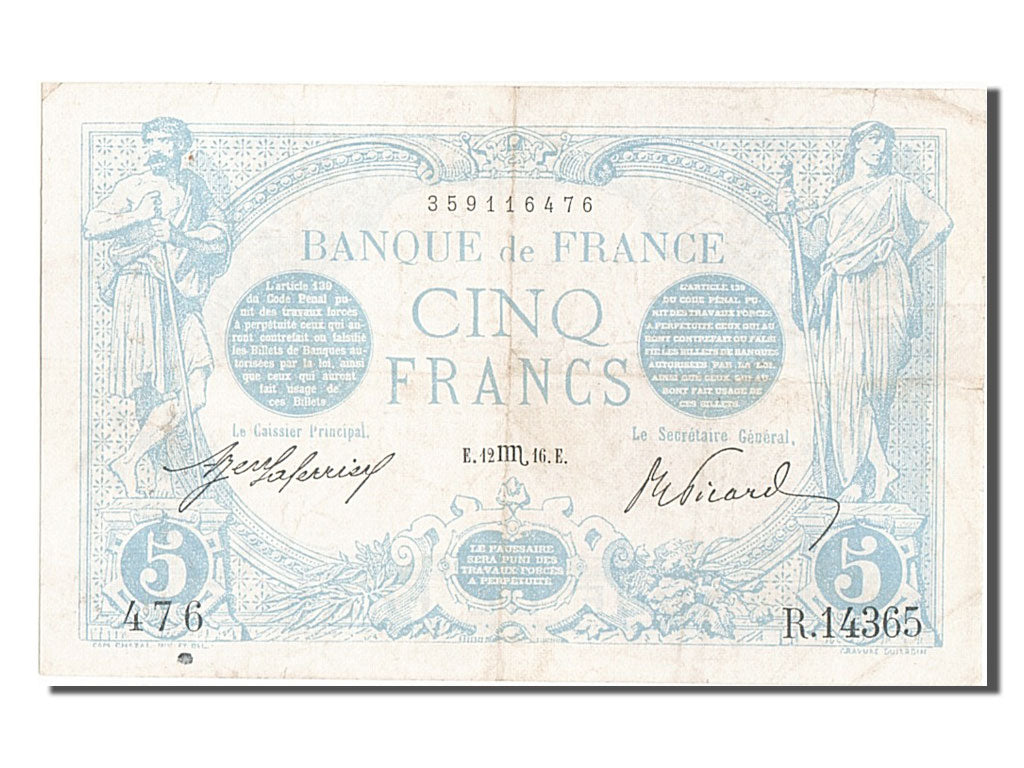 359116476
BANQUE de FRANCE
CINQ
FRANCS
L'article 139
du Code Pénal pu-
nit des travaux forcés
à perpétuité ceux qui au-
ront contrefait ou falsifié
les Billets de Banques au-
torisées par la loi, ainsi
que ceux qui auront
fait usage de
ces Billets.
L'ARTICLE 139
DU CODE PÉNAL PU-
NIT DES TRAVAUX FORCÉS
A PERPÉTUITÉ CEUX QUI AU-
RONT CONTREFAIT OU FALSI-
FIÉ LES BILLETS DE BANQUES
AUTORISÉES PAR LA LOI,
AINSI QUE CEUX QUI AU-
RONT FAIT USAGE DE
CES BILLETS.
Le Caissier Principal,
Le Secrétaire Général,
E.12 16.E.
Picard
LE FAUSSAIRE
SERA PUNI DES
TRAVAUX FORCÉS
A PERPÉTUITÉ
5
5
476
R.14365
GRAVURE DUJARDIN